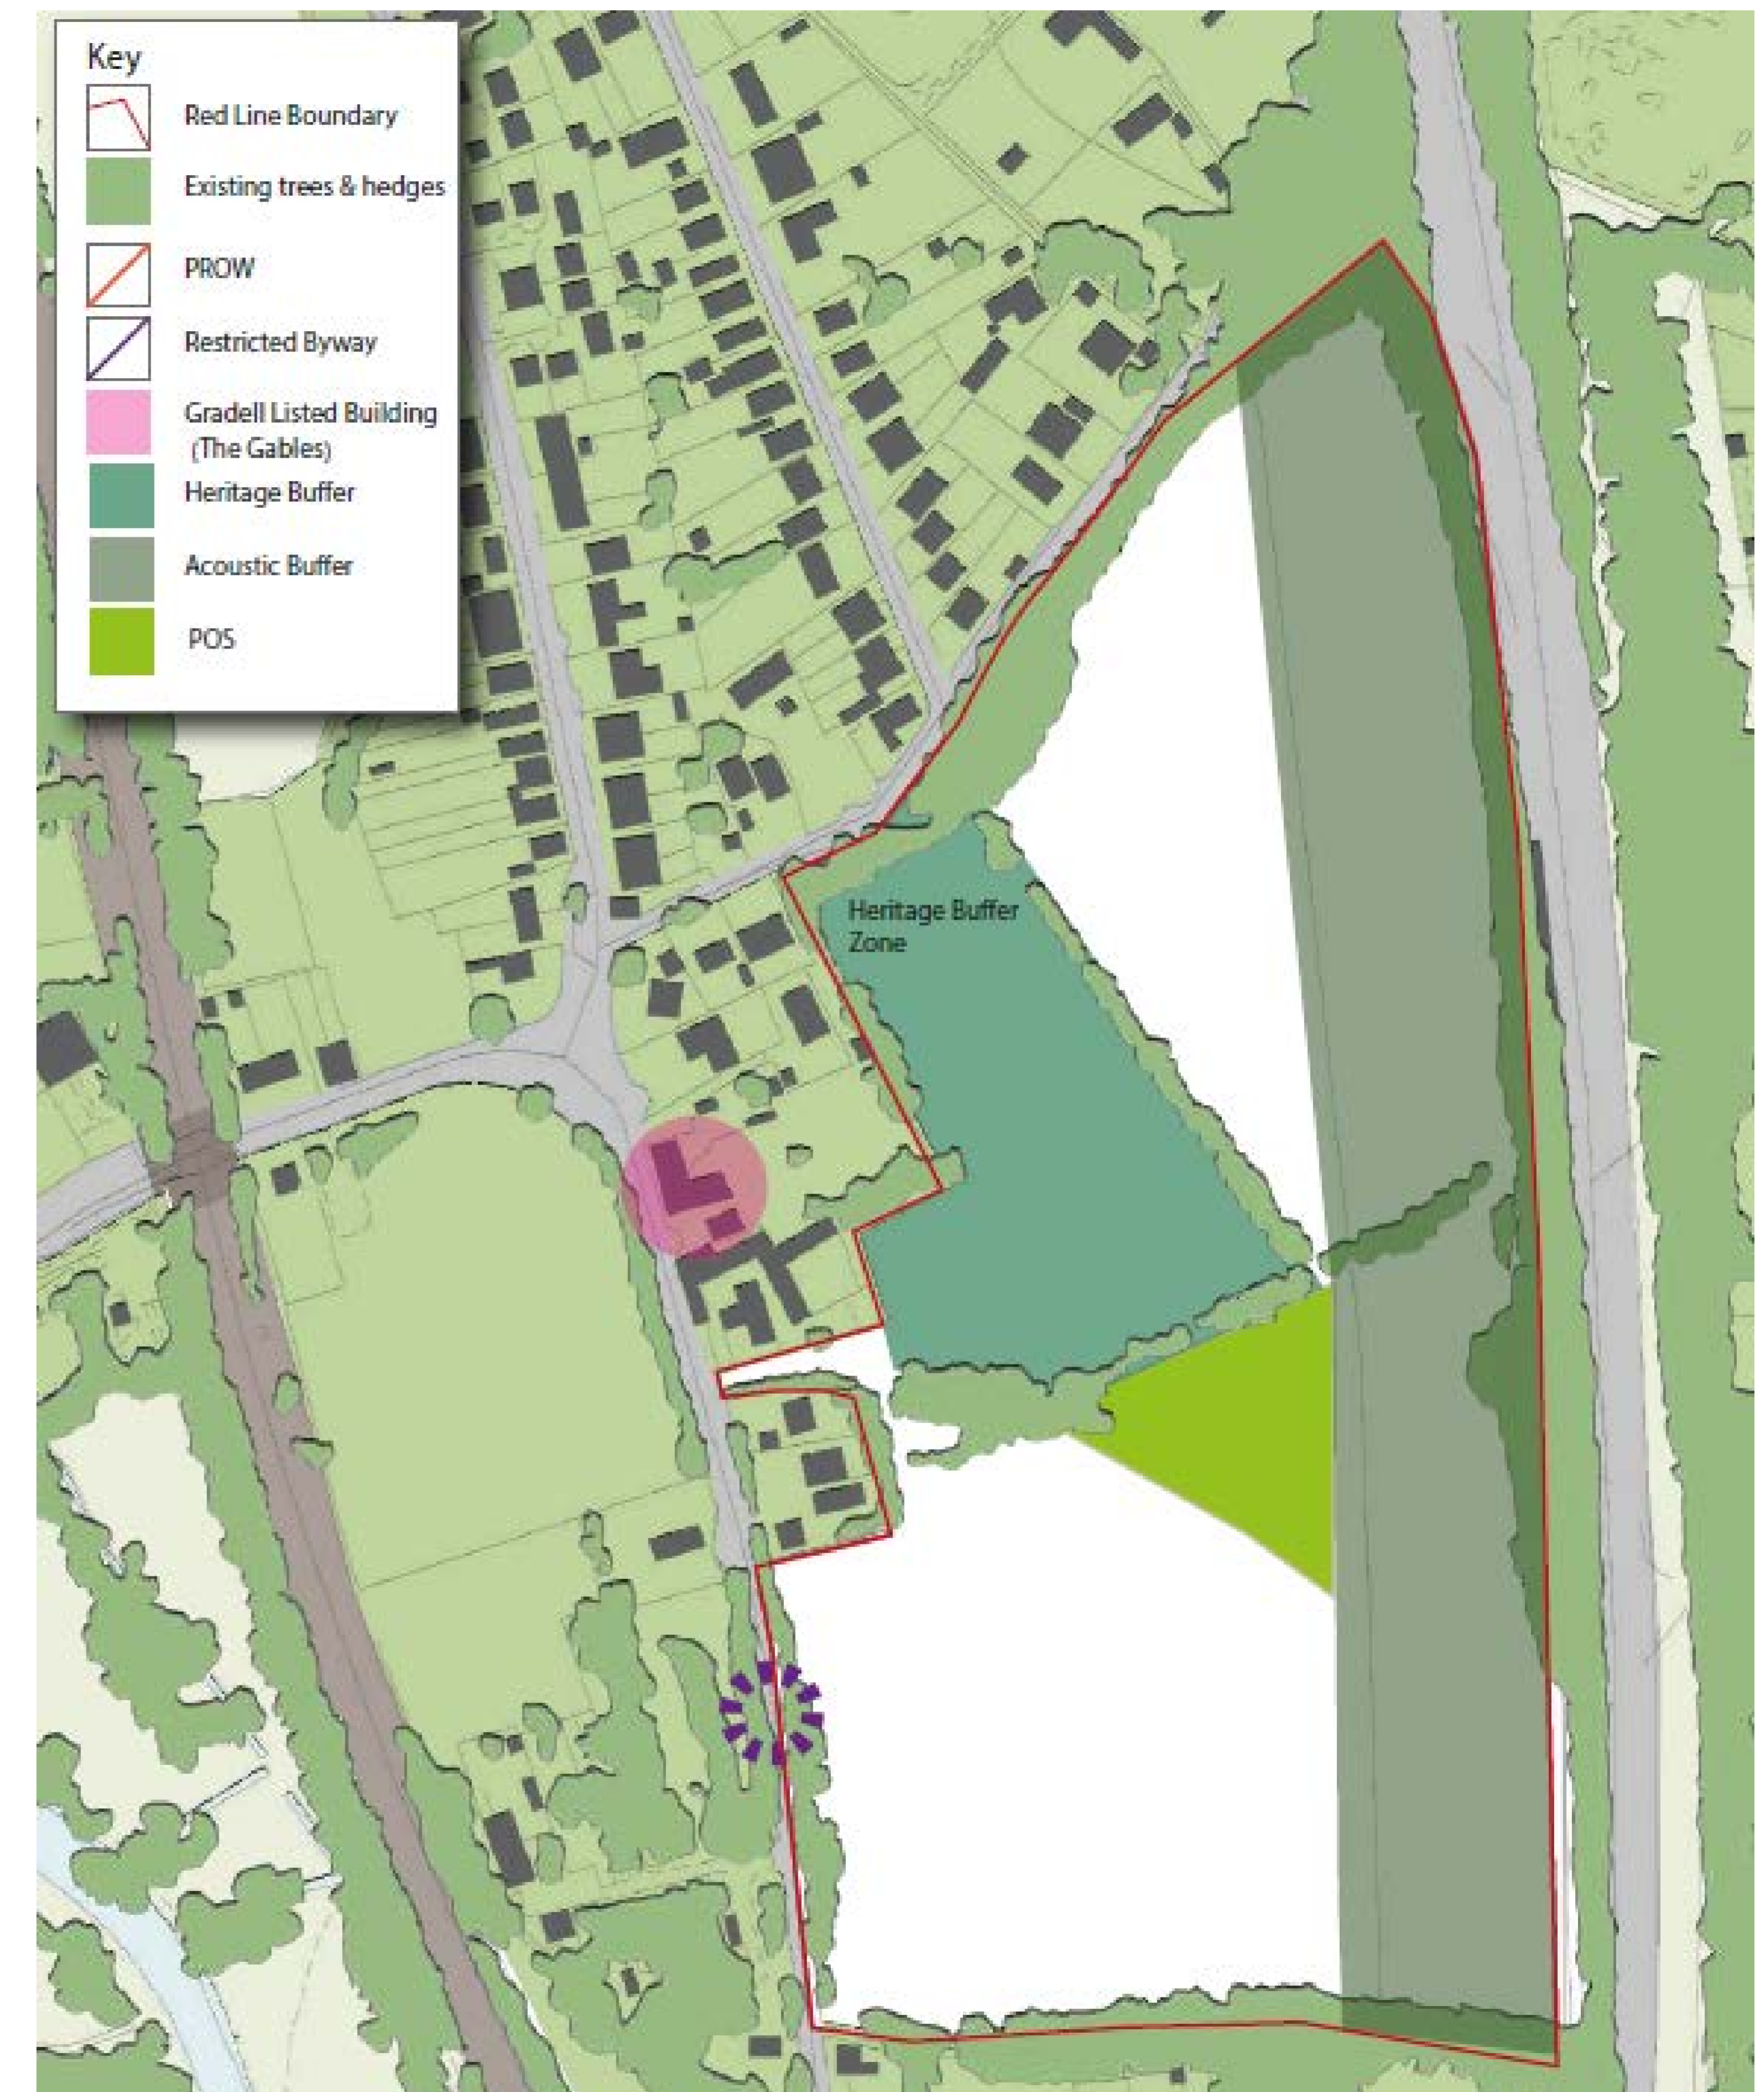 Key
Red Line Boundary
Existing trees & hedges
PROW
Restricted Byway
Gradell Listed Building
(The Gables)
Heritage Buffer
Acoustic Buffer
POS
Heritage Buffer
Zone